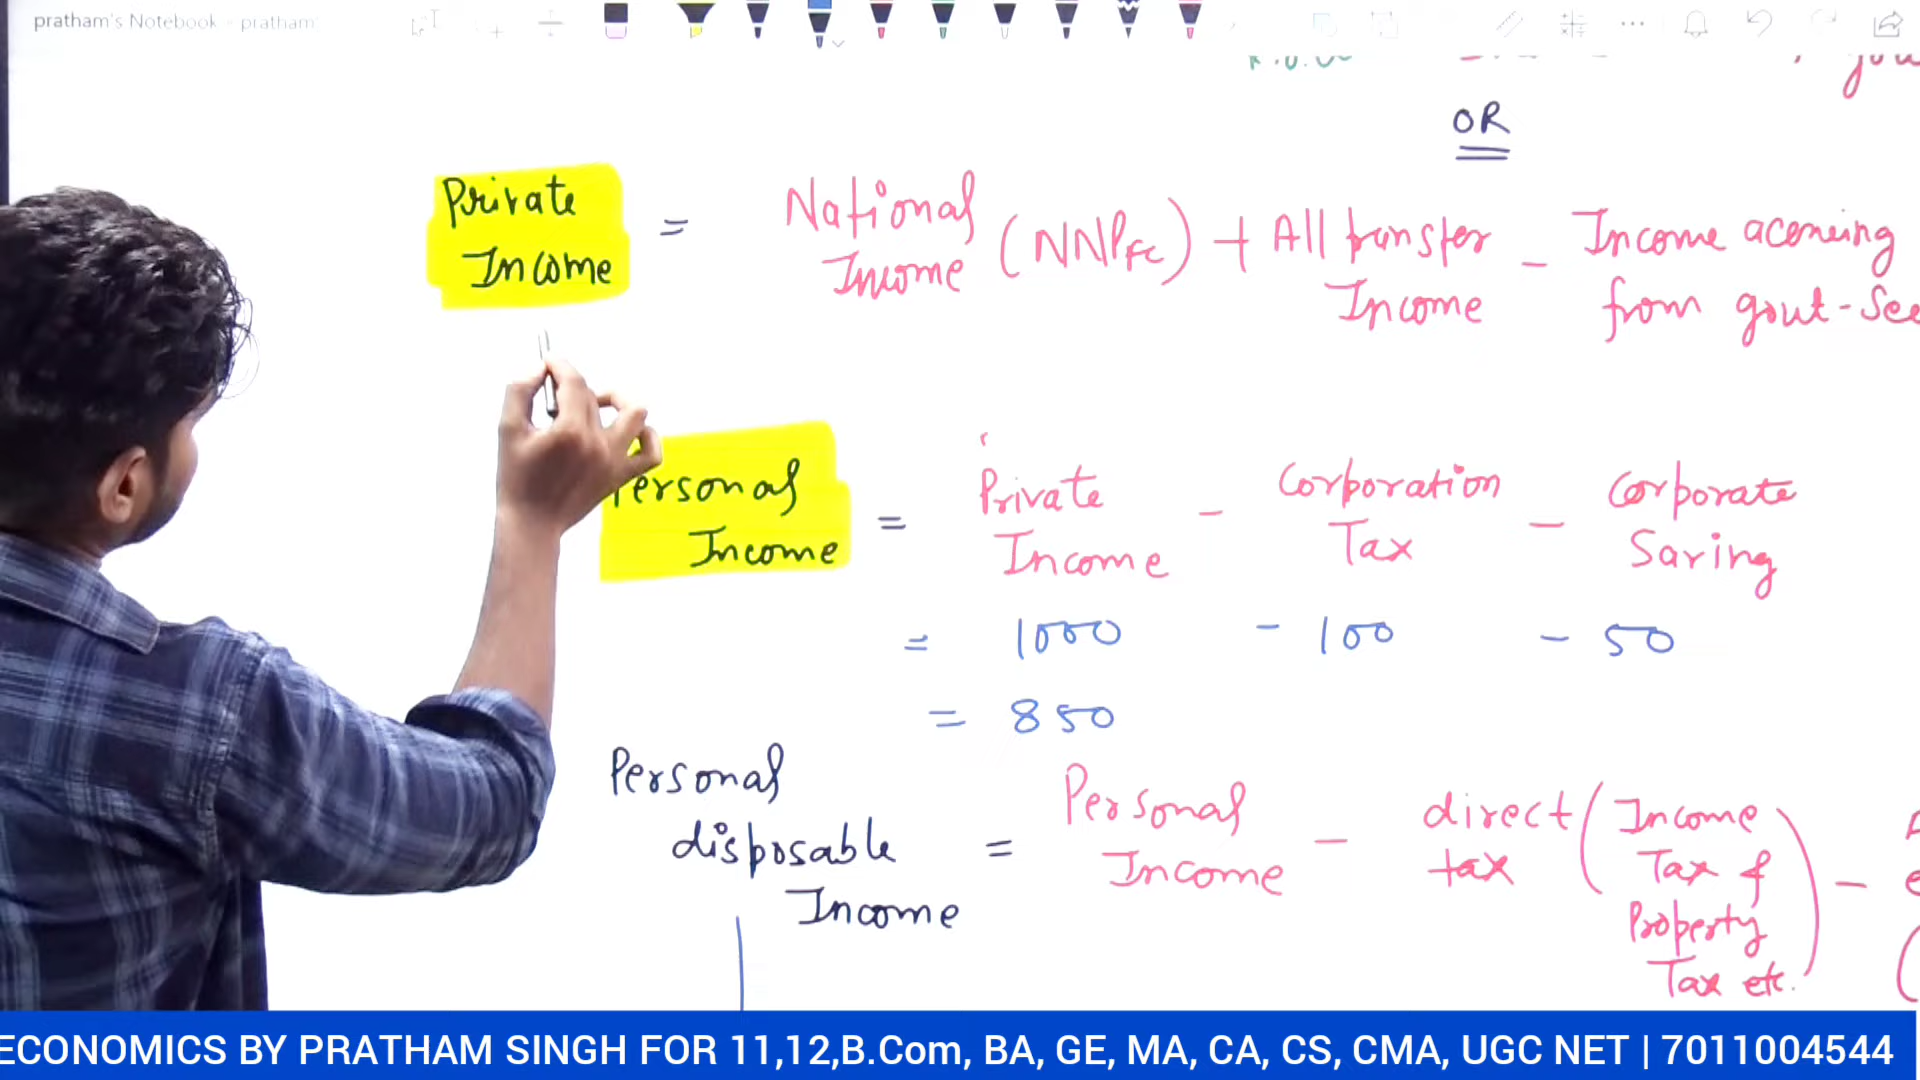 pratham's Notebook - pratham
OR
Private
Income
=
National
Income
(NNPFC) + All transfer
Income
-
Income
from govt-Sec
Personal
Income
=
Private
Income
-
Corporation
Tax
-
Corporate
Saving
= 1000 - 100 - 50
= 850
Personal
disposable
Income
=
Personal
Income
-
direct
tax
(Income
Tax &
Property
Tax etc.)
-
ECONOMICS BY PRATHAM SINGH FOR 11,12,B.Com, BA, GE, MA, CA, CS, CMA, UGC NET | 7011004544